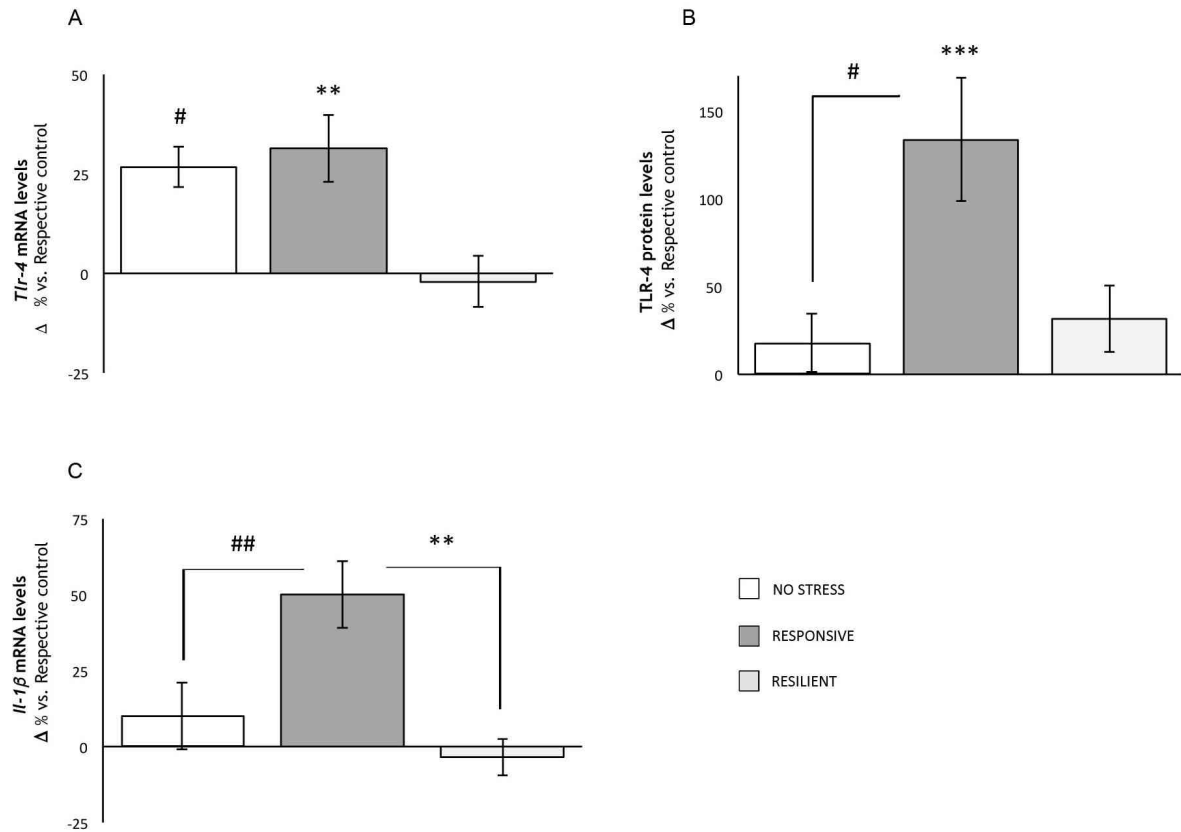 A
Tlr-4 mRNA levels
Δ % vs. Respective control
50
25
0
-25
#
**
B
TLR-4 protein levels
Δ % vs. Respective control
150
100
50
0
#
***
C
Il-1β mRNA levels
Δ % vs. Respective control
75
50
25
0
-25
##
**
NO STRESS
RESPONSIVE
RESILIENT